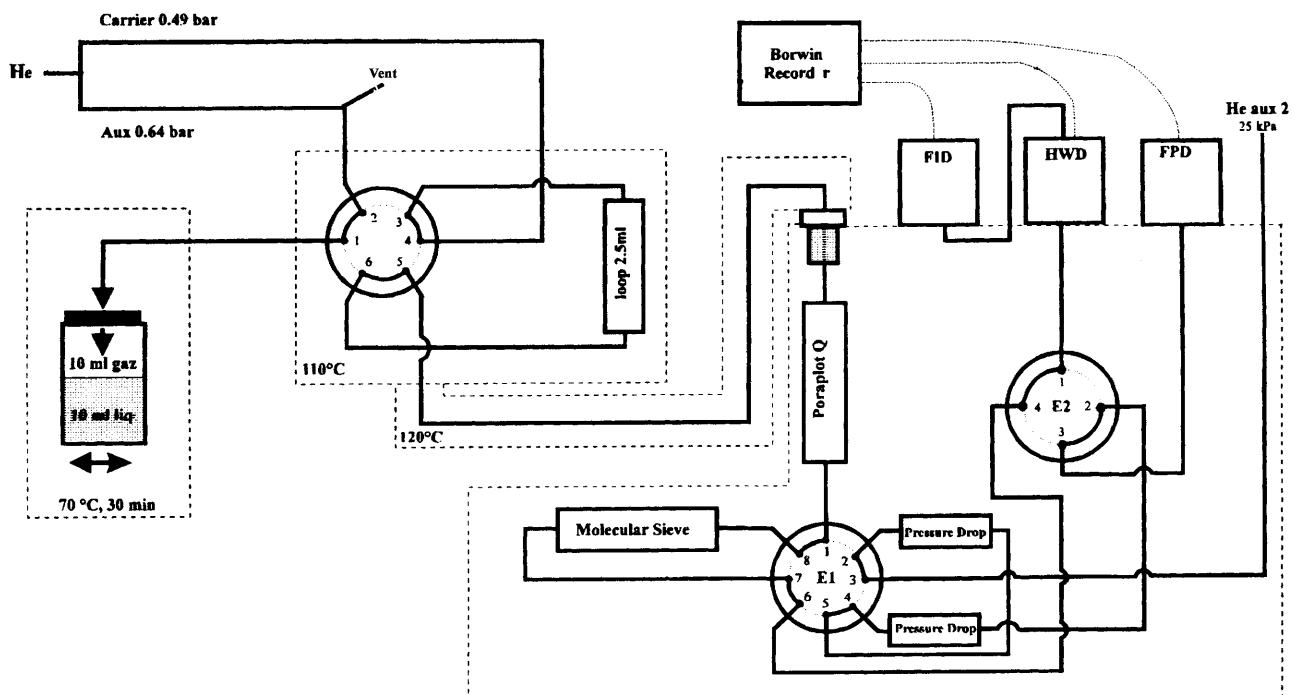 Carrier 0.49 bar
He
Vent
Aux 0.64 bar
Borwin
Record r
He aux 2
25 kPa
FID
HWD
FPD
2
3
1
4
6
5
loop 2.5ml
110°C
120°C
10 ml gaz
10 ml liq
70 °C, 30 min
Poraplot Q
1
4
E2
2
3
Molecular Sieve
Pressure Drop
1
8
2
7
E1
3
6
5
4
Pressure Drop